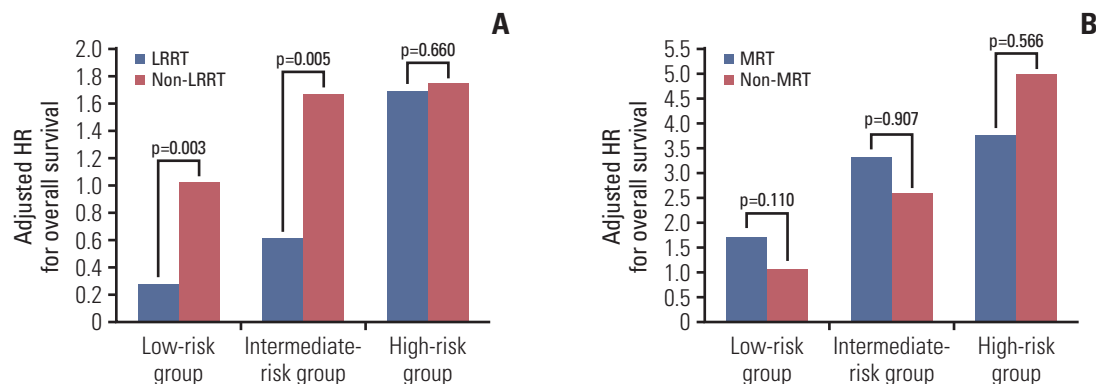 A
Adjusted HR
for overall survival
2.0
1.8
1.6
1.4
1.2
1.0
0.8
0.6
0.4
0.2
0
LRRT
Non-LRRT
p=0.003
p=0.005
p=0.660
Low-risk
group
Intermediate-
risk group
High-risk
group
B
Adjusted HR
for overall survival
5.5
5.0
4.5
4.0
3.5
3.0
2.5
2.0
1.5
1.0
0.5
0
MRT
Non-MRT
p=0.110
p=0.907
p=0.566
Low-risk
group
Intermediate-
risk group
High-risk
group